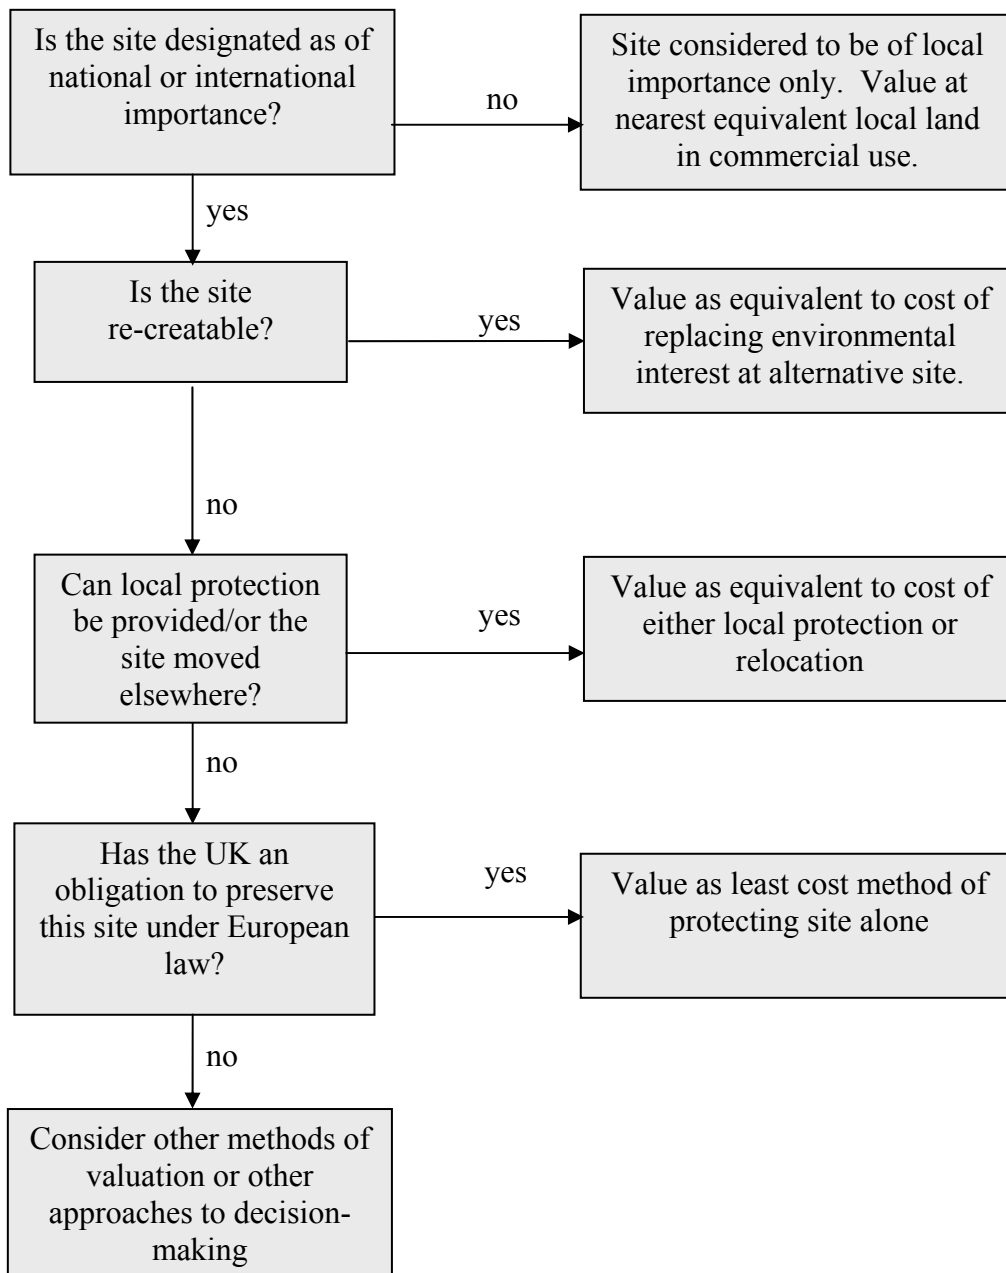 Is the site designated as of
national or international
importance?
no
Site considered to be of local
importance only.  Value at
nearest equivalent local land
in commercial use.
yes
Is the site
re-creatable?
yes
Value as equivalent to cost of
replacing environmental
interest at alternative site.
no
Can local protection
be provided/or the
site moved
elsewhere?
yes
Value as equivalent to cost of
either local protection or
relocation
no
Has the UK an
obligation to preserve
this site under European
law?
yes
Value as least cost method of
protecting site alone
no
Consider other methods of
valuation or other
approaches to decision-
making